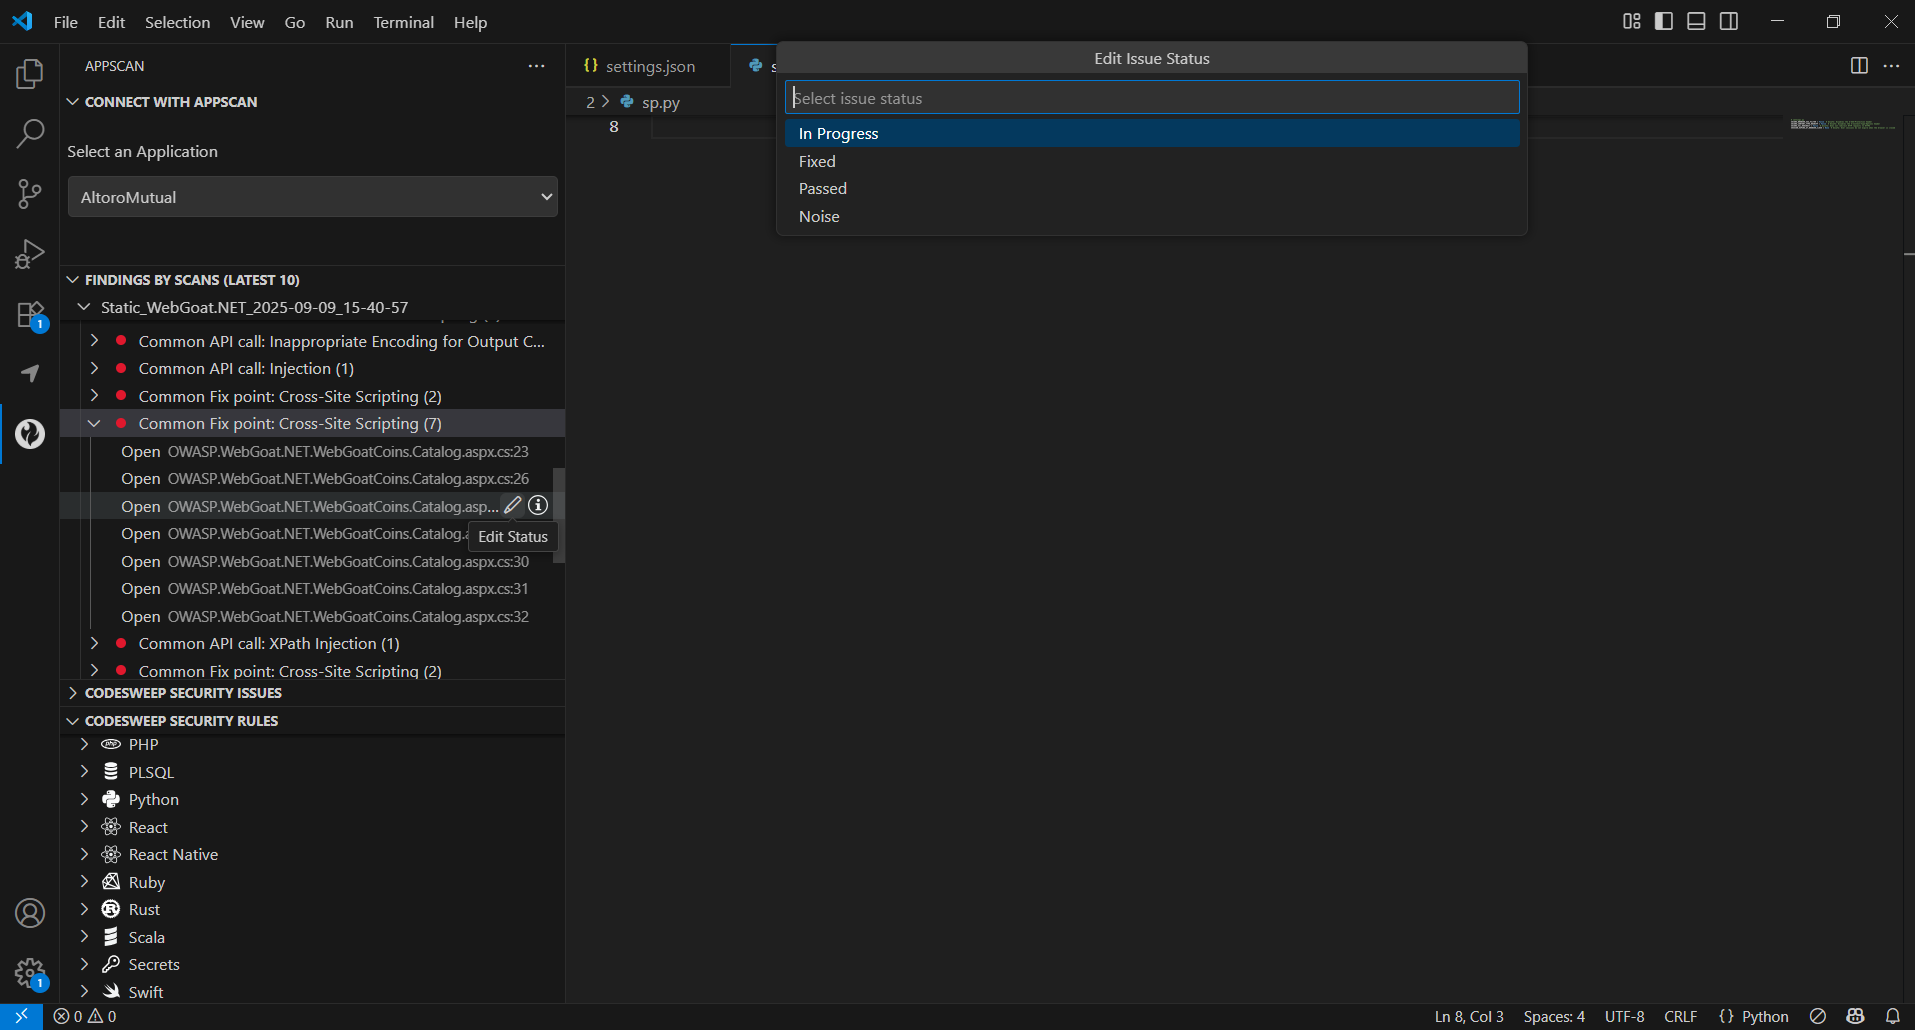 File Edit Selection View Go Run Terminal Help
APPSCAN
CONNECT WITH APPSCAN
Select an Application
AltoroMutual
FINDINGS BY SCANS (LATEST 10)
Static_WebGoat.NET_2025-09-09_15-40-57
Common API call: Inappropriate Encoding for Output C...
Common API call: Injection (1)
Common Fix point: Cross-Site Scripting (2)
Common Fix point: Cross-Site Scripting (7)
Open OWASP.WebGoat.NET.WebGoatCoins.Catalog.aspx.cs:23
Open OWASP.WebGoat.NET.WebGoatCoins.Catalog.aspx.cs:26
Open OWASP.WebGoat.NET.WebGoatCoins.Catalog.asp...
Open OWASP.WebGoat.NET.WebGoatCoins.Catalog.a
Edit Status
Open OWASP.WebGoat.NET.WebGoatCoins.Catalog.aspx.cs:30
Open OWASP.WebGoat.NET.WebGoatCoins.Catalog.aspx.cs:31
Open OWASP.WebGoat.NET.WebGoatCoins.Catalog.aspx.cs:32
Common API call: XPath Injection (1)
Common Fix point: Cross-Site Scripting (2)
CODESWEEP SECURITY ISSUES
CODESWEEP SECURITY RULES
PHP
PLSQL
Python
React
React Native
Ruby
Rust
Scala
Secrets
Swift
1
1
{} settings.json
s
2 > sp.py
8
Edit Issue Status
Select issue status
In Progress
Fixed
Passed
Noise
0 0
Ln 8, Col 3 Spaces: 4 UTF-8 CRLF {} Python